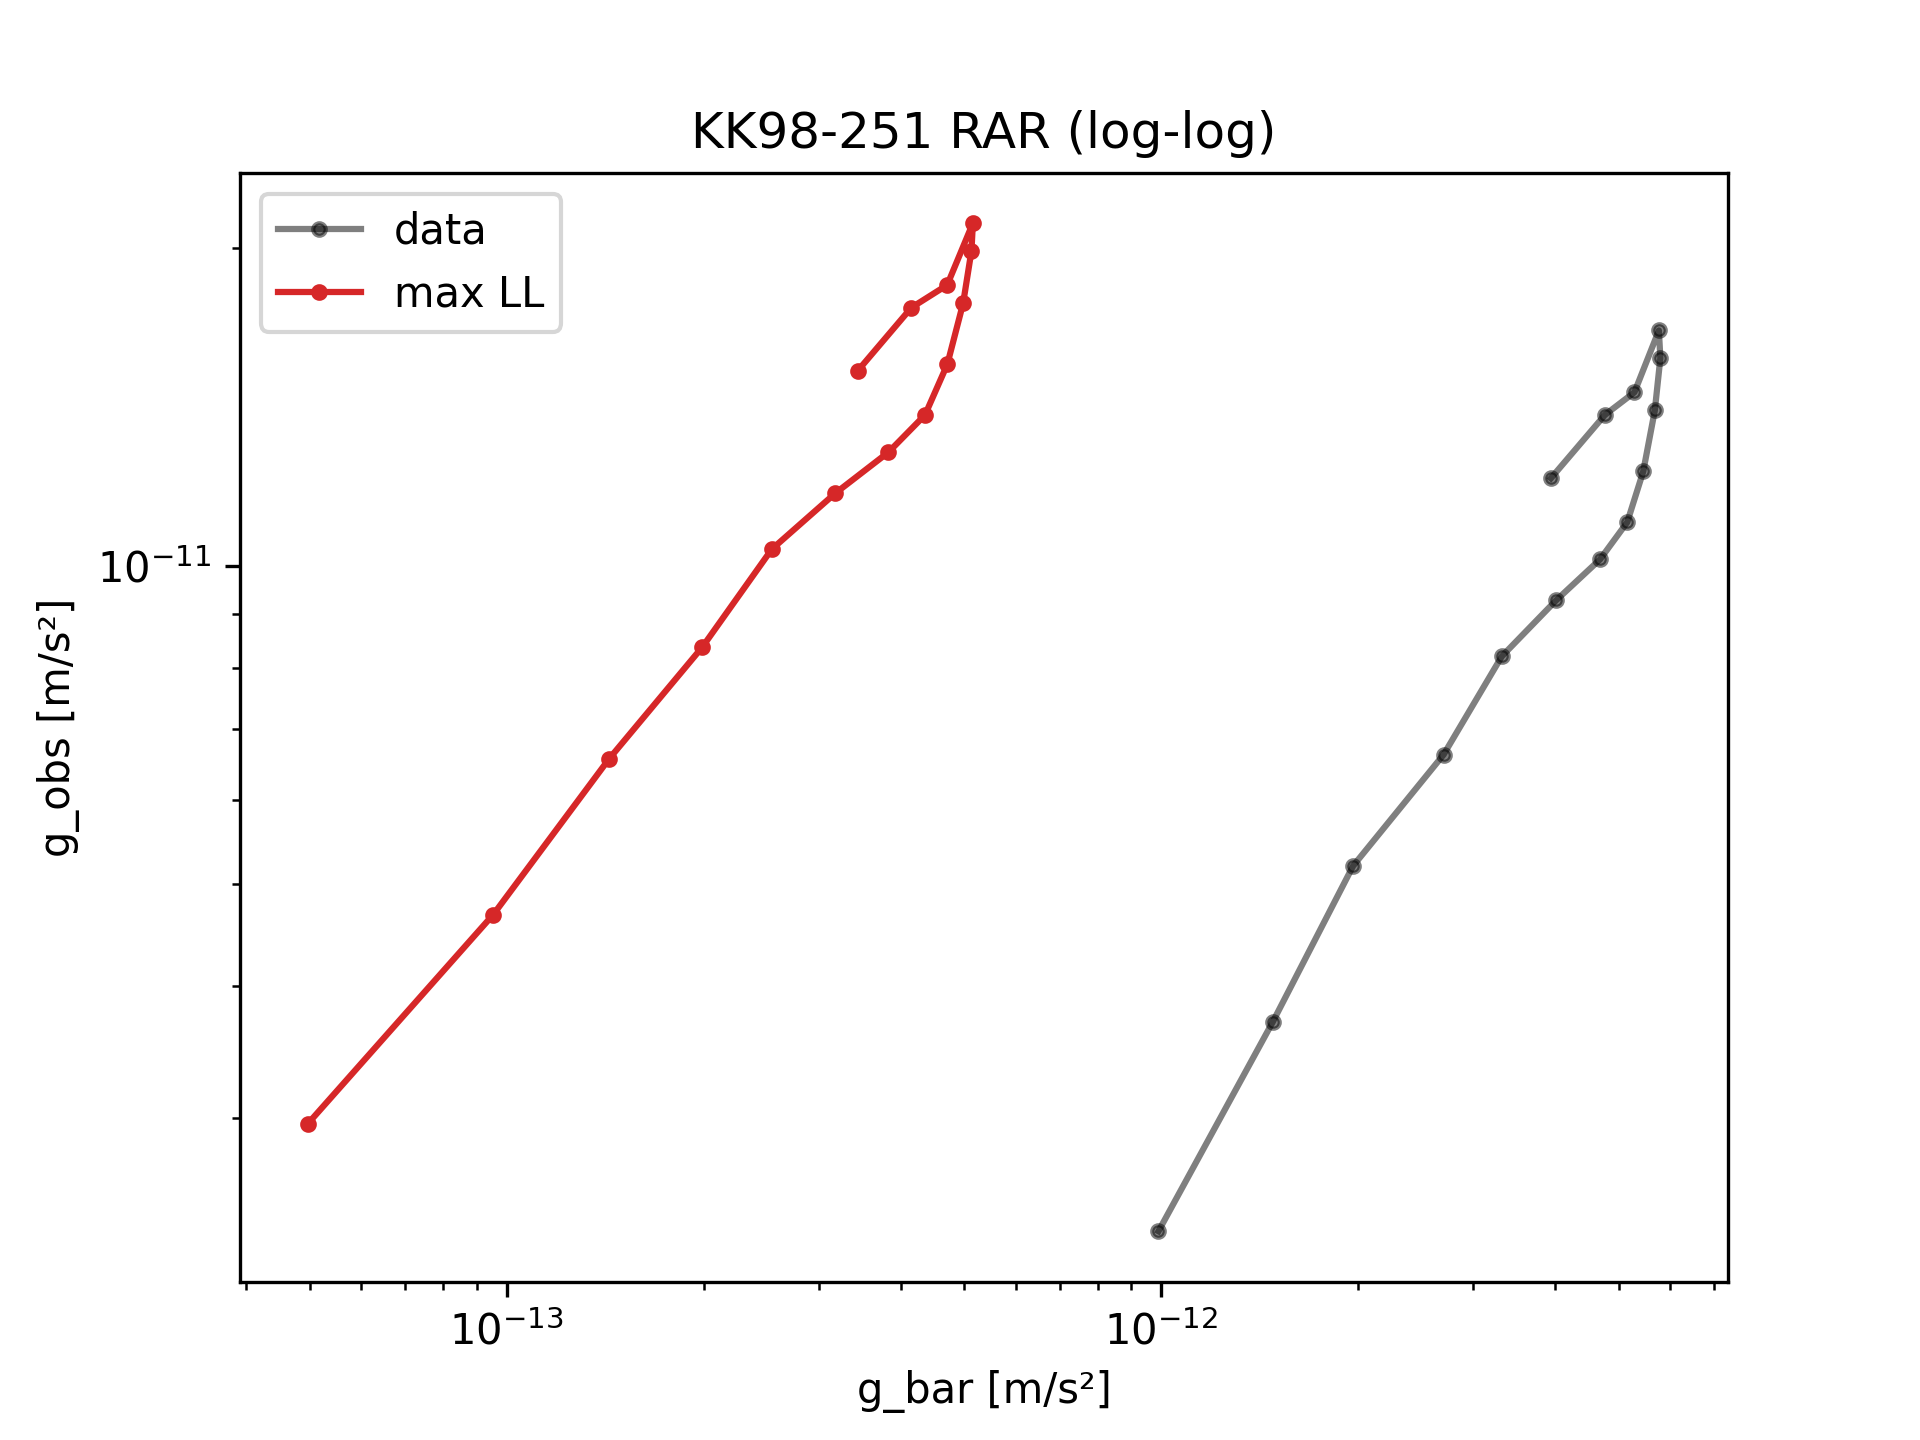 KK98-251 RAR (log-log)
data
max LL
10⁻¹¹
g_obs [m/s²]
10⁻¹³
10⁻¹²
g_bar [m/s²]